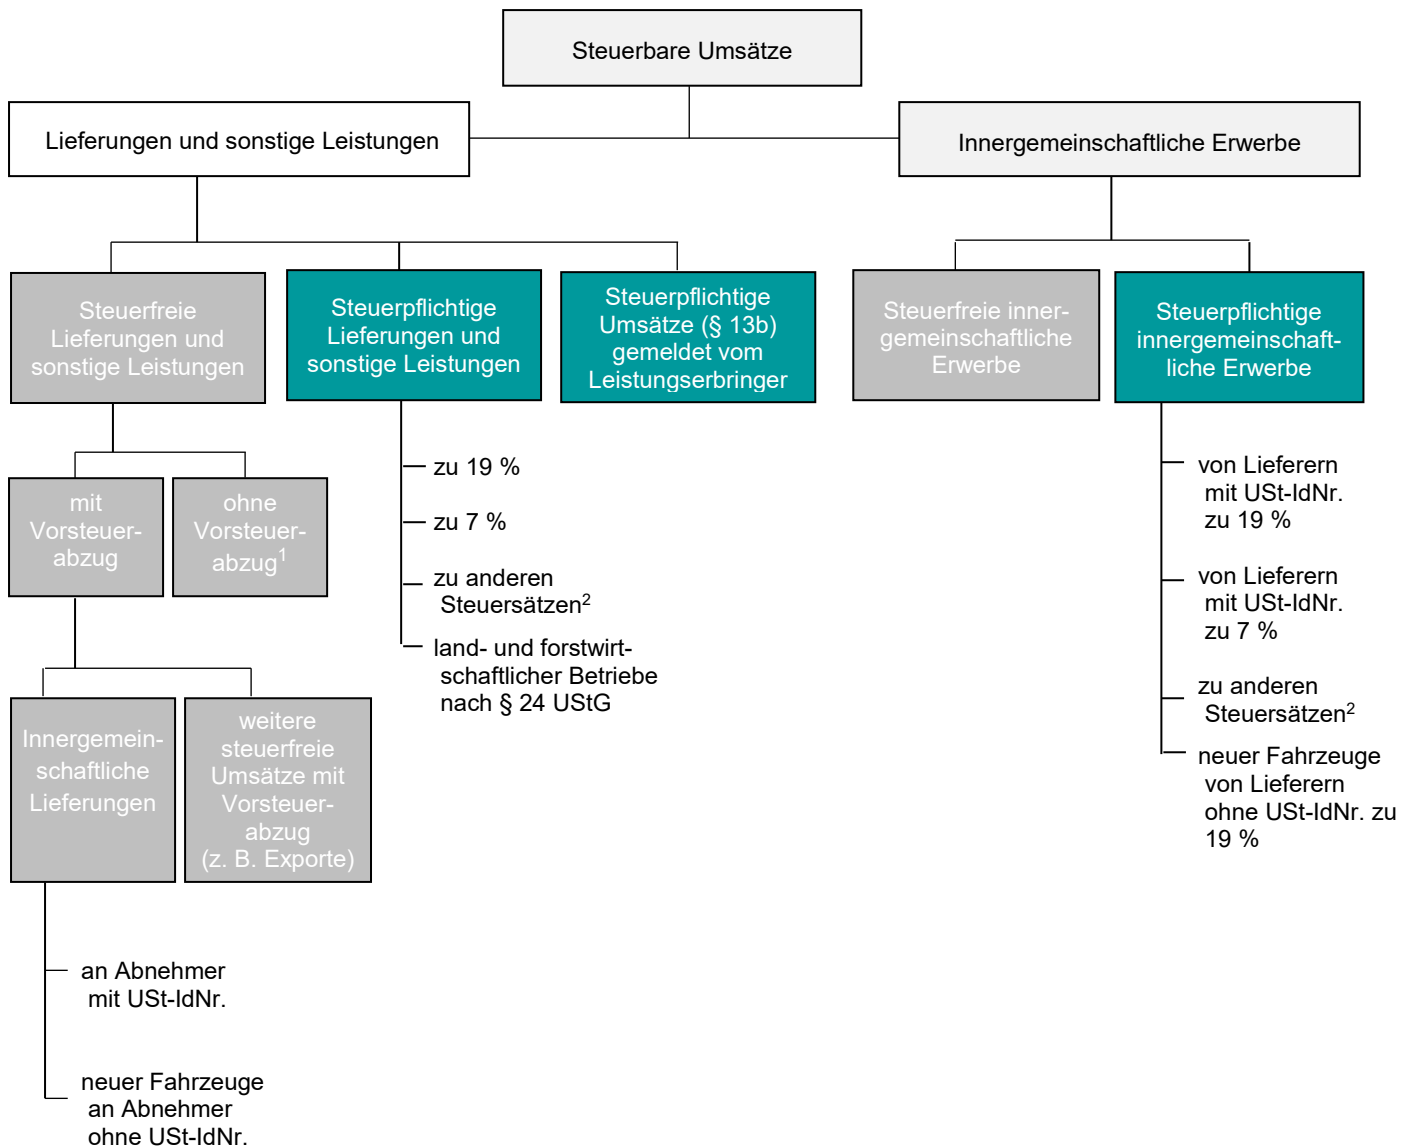 Steuerbare Umsätze
Lieferungen und sonstige Leistungen
Innergemeinschaftliche Erwerbe
Steuerfreie
Lieferungen und
sonstige Leistungen
Steuerpflichtige
Lieferungen und
sonstige Leistungen
Steuerpflichtige
Umsätze (§ 13b)
gemeldet vom
Leistungserbringer
Steuerfreie inner-
gemeinschaftliche
Erwerbe
Steuerpflichtige
innergemeinschaft-
liche Erwerbe
mit
Vorsteuer-
abzug
ohne
Vorsteuer-
abzug¹
zu 19 %
zu 7 %
zu anderen
Steuersätzen²
land- und forstwirt-
schaftlicher Betriebe
nach § 24 UStG
von Lieferern
mit USt-IdNr.
zu 19 %
von Lieferern
mit USt-IdNr.
zu 7 %
zu anderen
Steuersätzen²
neuer Fahrzeuge
von Lieferern
ohne USt-IdNr. zu
19 %
Innergemein-
schaftliche
Lieferungen
weitere
steuerfreie
Umsätze mit
Vorsteuer-
abzug
(z. B. Exporte)
an Abnehmer
mit USt-IdNr.
neuer Fahrzeuge
an Abnehmer
ohne USt-IdNr.